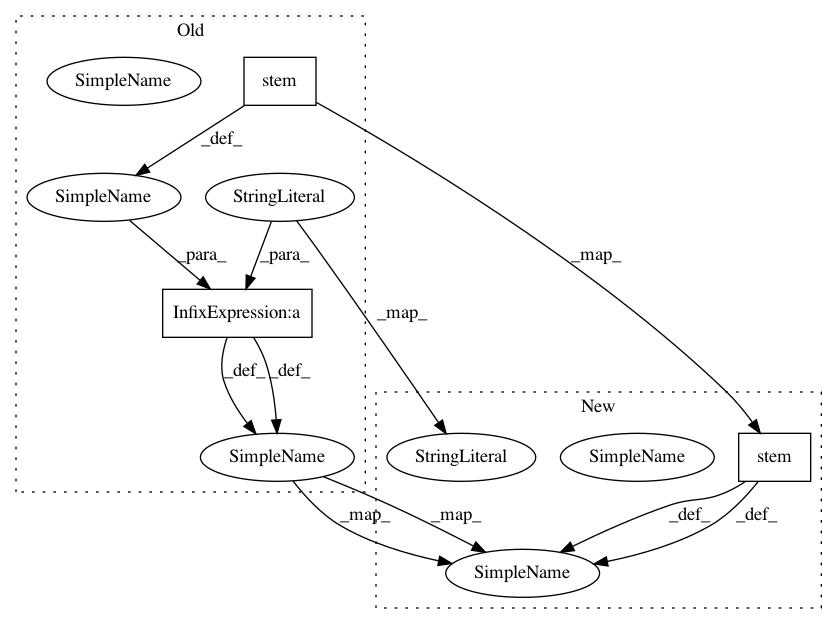 Old
SimpleName
stem
_def_
SimpleName
StringLiteral
_para_
_para_
_map_
InfixExpression:a
_map_
_def_
_def_
New
SimpleName
StringLiteral
SimpleName
stem
_map_
_map_
_def_
_def_
SimpleName